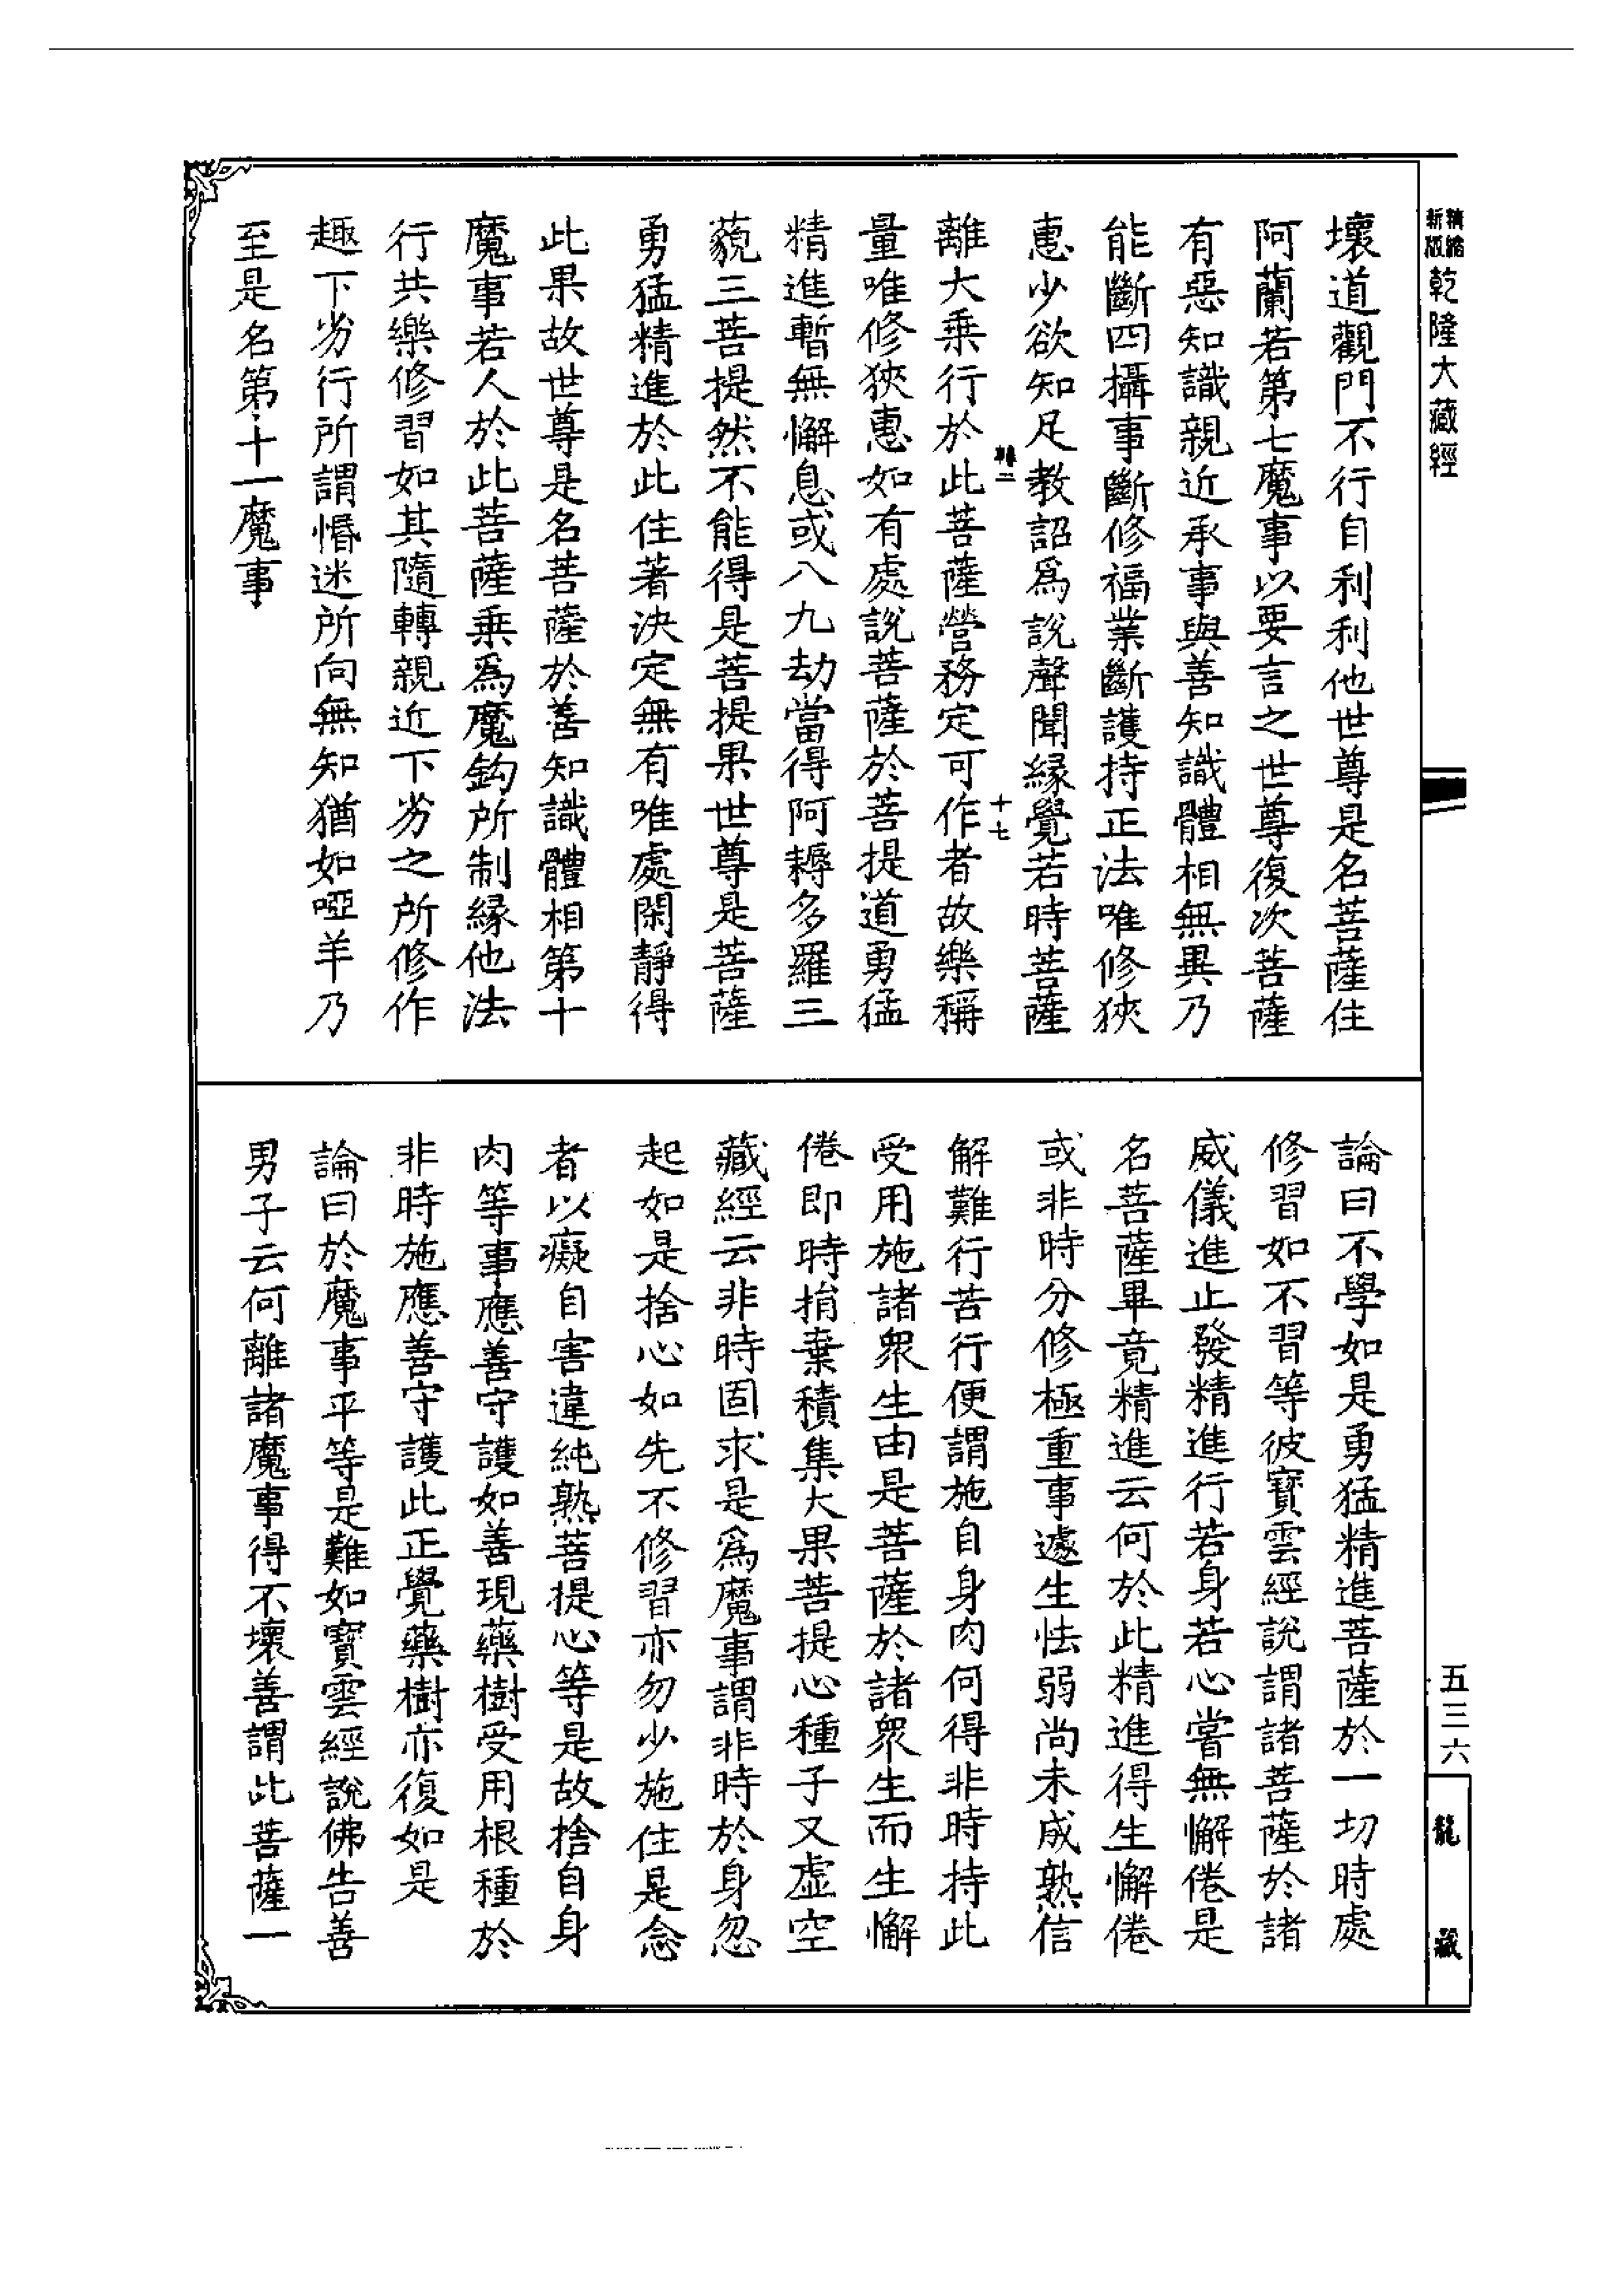 精縮新版乾隆大藏經
壞道觀門不行自利利他世尊是名菩薩住
阿蘭若第七魔事以要言之世尊復次菩薩
有惡知識親近承事與善知識體相無異乃
能斷四攝事斷修福業斷護持正法唯修狹
恵少欲知足教詔爲說聲聞緣覺若時菩薩
十七
離大乗行於此菩薩營務定可作者故樂稱
量唯修狹恵如有處說菩薩於菩提道勇猛
精進暫無懈息或八九劫當得阿耨多羅三
藐三菩提然不能得是菩提果世尊是菩薩
勇猛精進於此住著決定無有唯處閑靜得
此果故世尊是名菩薩於善知識體相第十
魔事若人於此菩薩乗爲魔鈎所制緣他法
行共樂修習如其隨轉親近下劣之所修作
趣下劣行所謂惛迷所向無知猶如啞羊乃
至是名第十一魔事
論曰不學如是勇猛精進菩薩於一切時處
修習如不習等彼寶雲經說謂諸菩薩於諸
威儀進止發精進行若身若心嘗無懈倦是
名菩薩畢竟精進云何於此精進得生懈倦
或非時分修極重事遽生怯弱尚未成熟信
解難行苦行便謂施自身肉何得非時持此
受用施諸衆生由是菩薩於諸衆生而生懈
倦即時捐棄積集大果菩提心種子又虛空
藏經云非時固求是爲魔事謂非時於身忽
起如是捨心如先不修習亦勿少施住是念
者以癡自害違純熟菩提心等是故捨自身
肉等事應善守護如善現藥樹受用根種於
非時施應善守護此正覺藥樹亦復如是
論曰於魔事平等是難如寶雲經說佛告善
男子云何離諸魔事得不壞善謂此菩薩一
五三六
龍藏